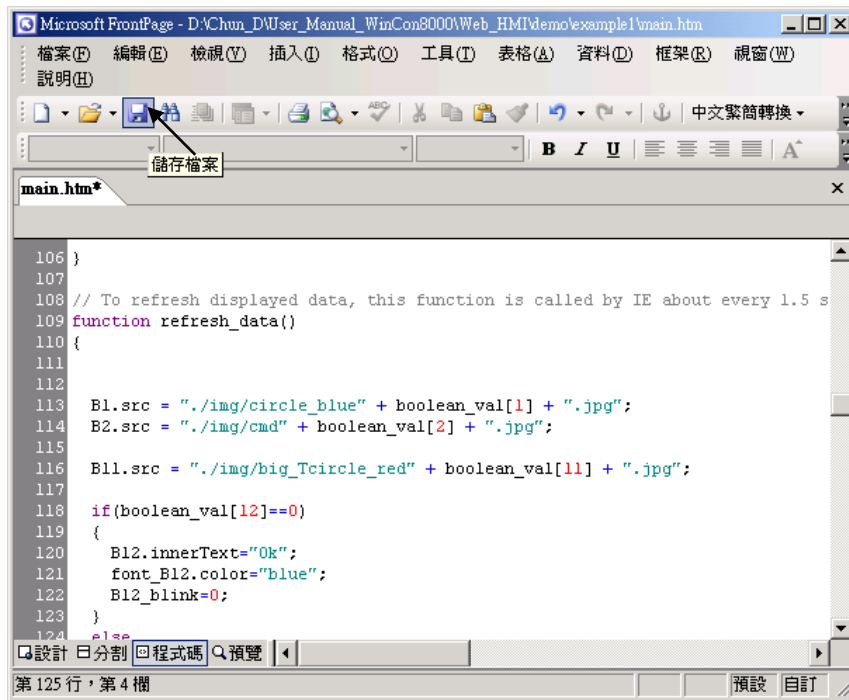 Microsoft FrontPage - D:\Chun_D\User_Manual_WinCon8000\Web_HMI\demo\example1\main.htm
檔案(F) 編輯(E) 檢視(V) 插入(I) 格式(O) 工具(T) 表格(A) 資料(D) 框架(R) 視窗(W)
說明(H)
中文繁簡轉換
B I U A
儲存檔案
main.htm*
106 }
107
108 // To refresh displayed data, this function is called by IE about every 1.5 s
109 function refresh_data()
110 {
111
112
113 B1.src = "./img/circle_blue" + boolean_val[1] + ".jpg";
114 B2.src = "./img/cmd" + boolean_val[2] + ".jpg";
115
116 B11.src = "./img/big_Tcircle_red" + boolean_val[11] + ".jpg";
117
118 if(boolean_val[12]==0)
119 {
120 B12.innerText="Ok";
121 font_B12.color="blue";
122 B12_blink=0;
123 }
124 else
設計 分割 程式碼 預覽
第 125 行，第 4 欄 預設 自訂